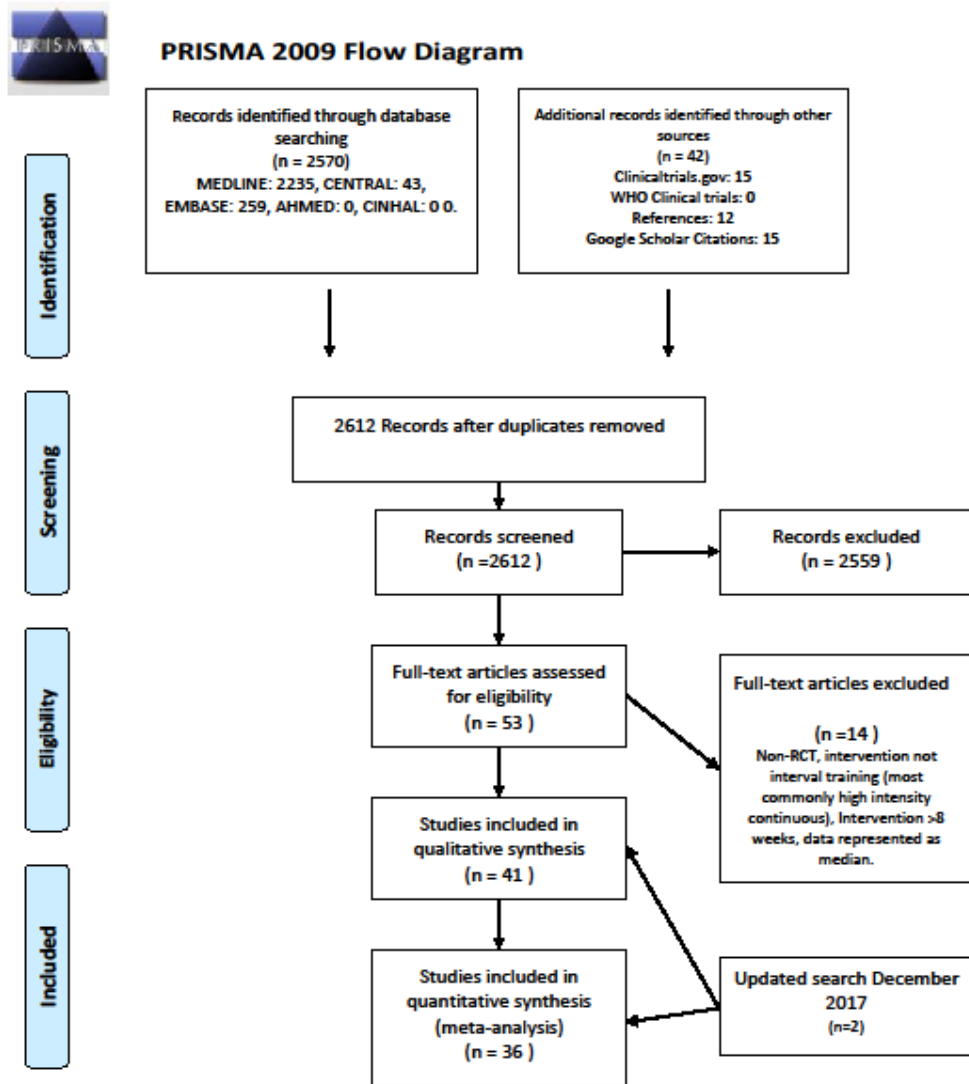 PRISMA
PRISMA 2009 Flow Diagram
Records identified through database
searching
(n = 2570)
MEDLINE: 2235, CENTRAL: 43,
EMBASE: 259, AHMED: 0, CINHAL: 0 0.
Additional records identified through other
sources
(n = 42)
Clinicaltrials.gov: 15
WHO Clinical trials: 0
References: 12
Google Scholar Citations: 15
Identification
2612 Records after duplicates removed
Screening
Records screened
(n =2612 )
Records excluded
(n = 2559 )
Eligibility
Full-text articles assessed
for eligibility
(n = 53 )
Full-text articles excluded
(n =14 )
Non-RCT, intervention not
interval training (most
commonly high intensity
continuous), Intervention >8
weeks, data represented as
median.
Studies included in
qualitative synthesis
(n = 41 )
Included
Studies included in
quantitative synthesis
(meta-analysis)
(n = 36 )
Updated search December
2017
(n=2)